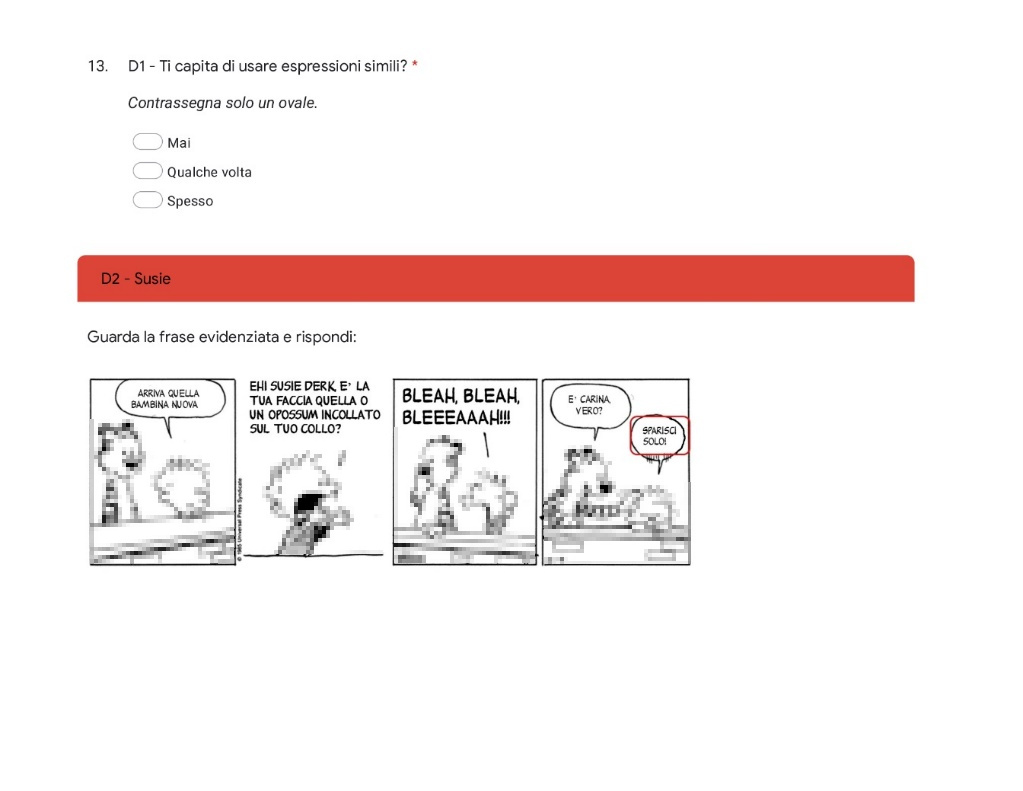 13. D1 - Ti capita di usare espressioni simili? *
Contrassegna solo un ovale.
Mai
Qualche volta
Spesso
D2 - Susie
Guarda la frase evidenziata e rispondi:
ARRIVA QUELLA
BAMBINA NUOVA
EHI SUSIE DERK, E' LA
TUA FACCIA QUELLA O
UN OPOSSUM INCOLLATO
SUL TUO COLLO?
© 1985 Universal Press Syndicate
BLEAH, BLEAH,
BLEEEAAAH!!!
E' CARINA,
VERO?
SPARISCI
SOLO!